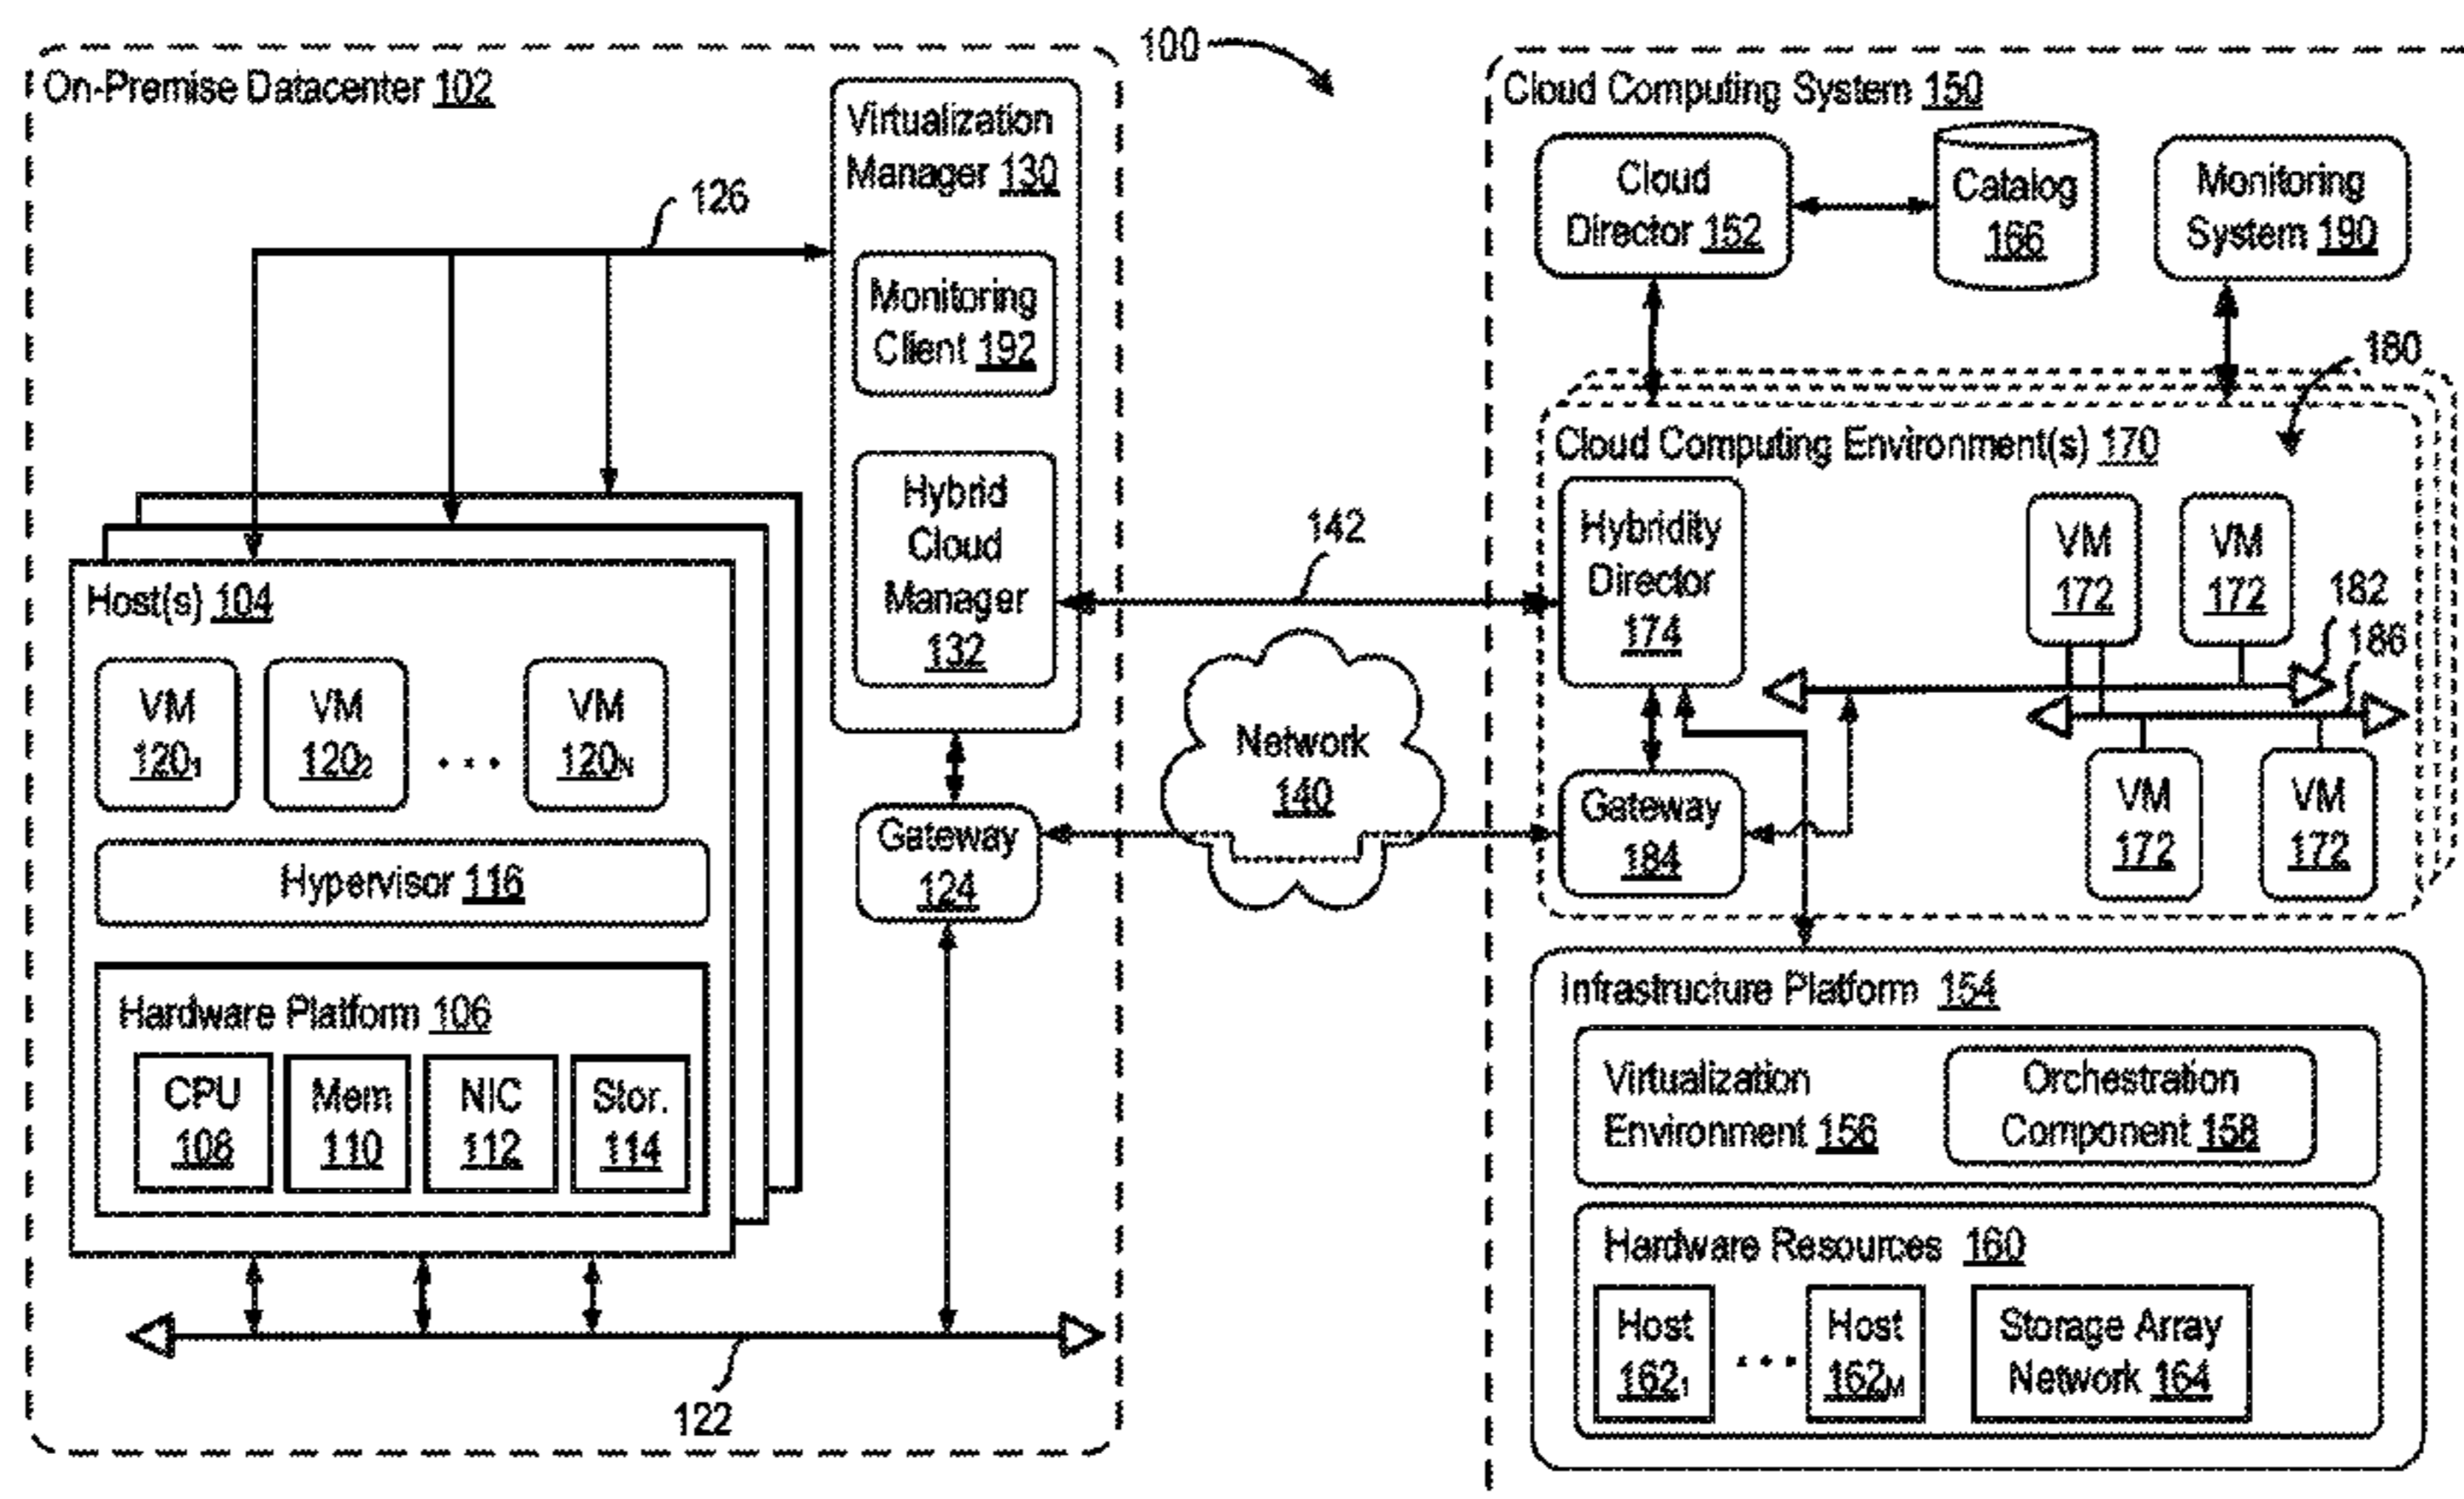 100
On-Premise Datacenter 102
Virtualization
Manager 130
126
Monitoring
Client 192
Hybrid
Cloud
Manager
132
Host(s) 104
VM
120₁
VM
120₂
...
VM
120N
Hypervisor 116
Hardware Platform 106
CPU
108
Mem
110
NIC
112
Stor.
114
Gateway
124
122
142
Network
140
Cloud Computing System 150
Cloud
Director 152
Catalog
166
Monitoring
System 190
180
Cloud Computing Environment(s) 170
Hybridity
Director
174
VM
172
VM
172
182
186
Gateway
184
VM
172
VM
172
Infrastructure Platform 154
Virtualization
Environment 156
Orchestration
Component 158
Hardware Resources 160
Host
162₁
...
Host
162M
Storage Array
Network 164